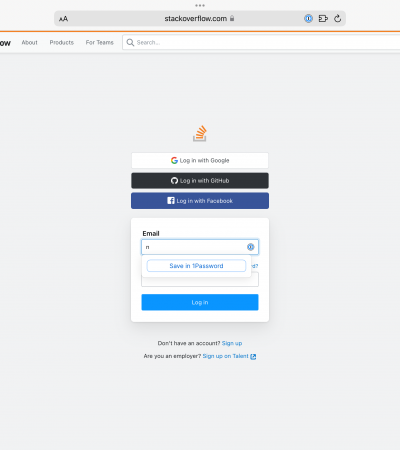 AA stackoverflow.com
ow About Products For Teams Search...
Log in with Google
Log in with GitHub
Log in with Facebook
Email
n
Save in 1Password
d?
Log in
Don't have an account? Sign up
Are you an employer? Sign up on Talent